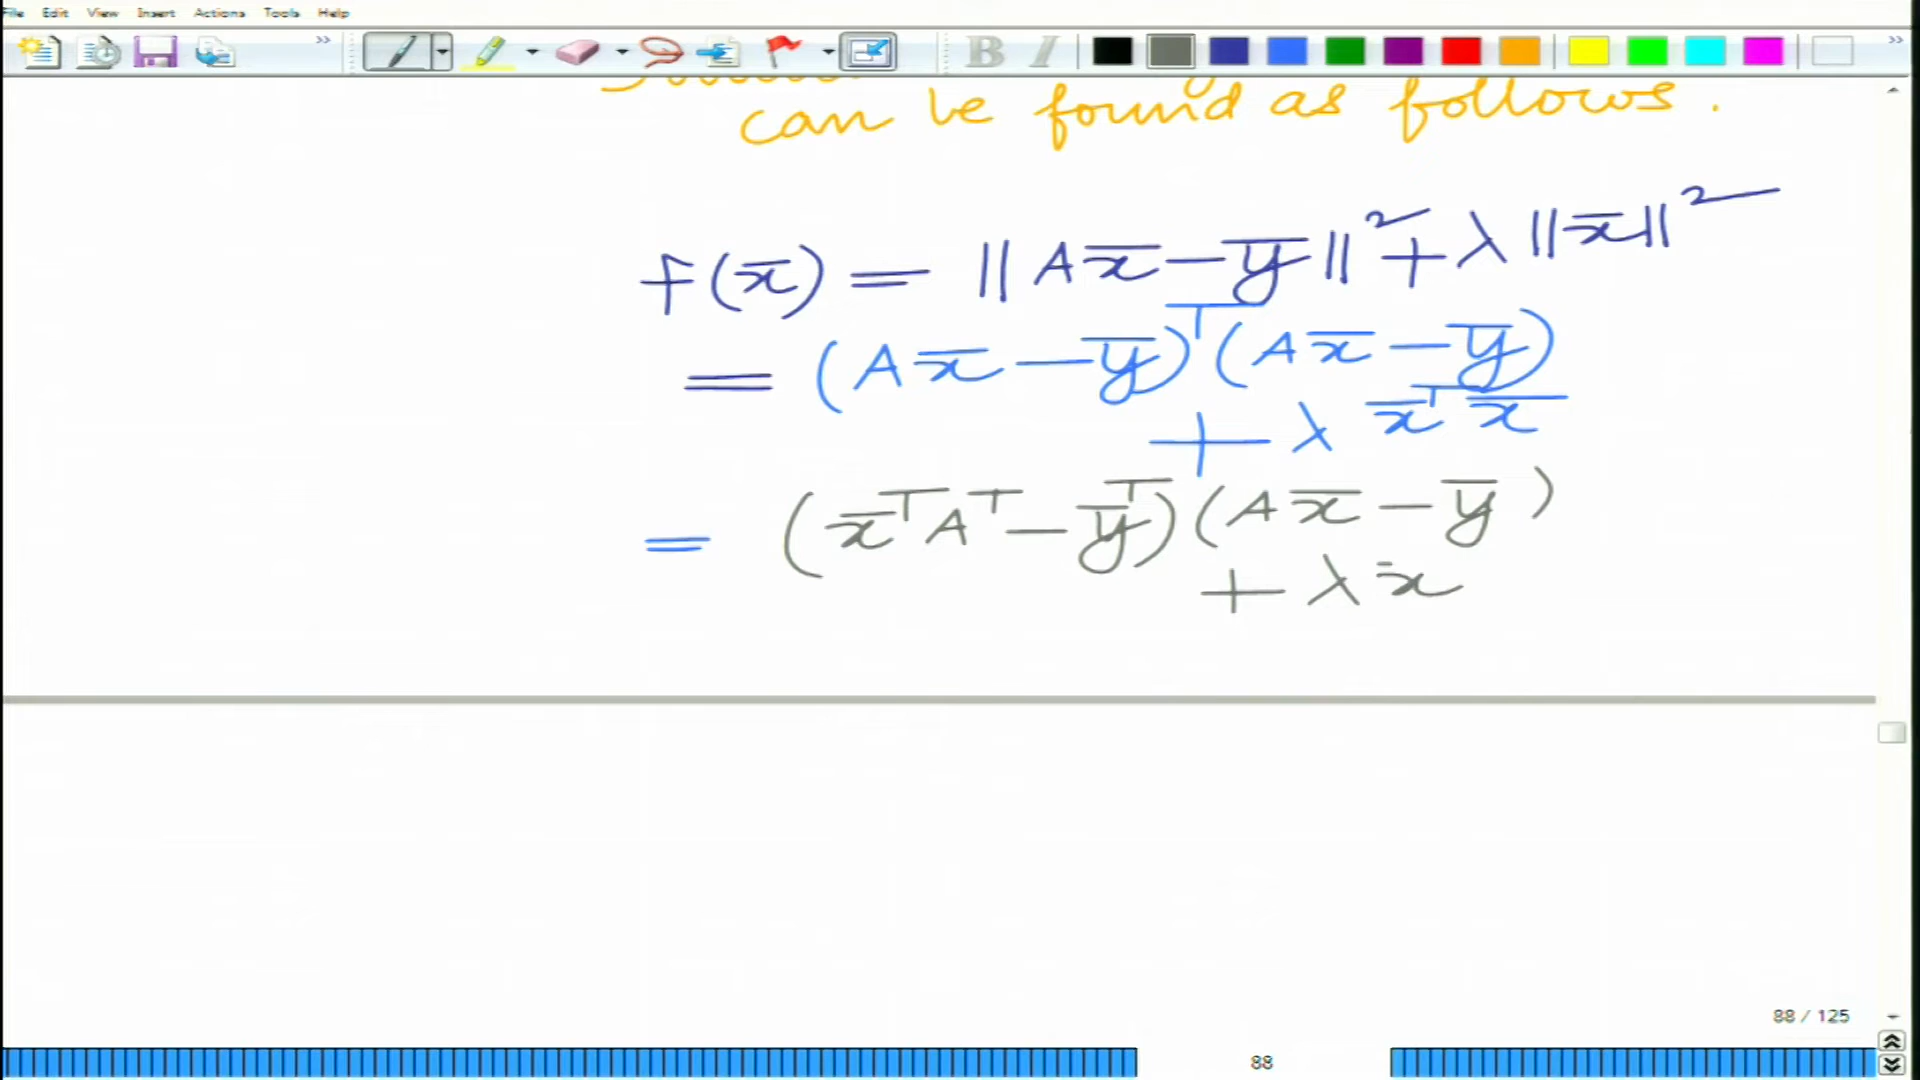 File Edit View Insert Actions Tools Help
B I
can be found as follows.
f(x̄) = ||Ax̄ − ȳ||² + λ||x̄||²
= (Ax̄ − ȳ)ᵀ(Ax̄ − ȳ)
+ λ x̄ᵀx̄
= (x̄ᵀAᵀ − ȳᵀ)(Ax̄ − ȳ)
+ λ x̄
88 / 125
88